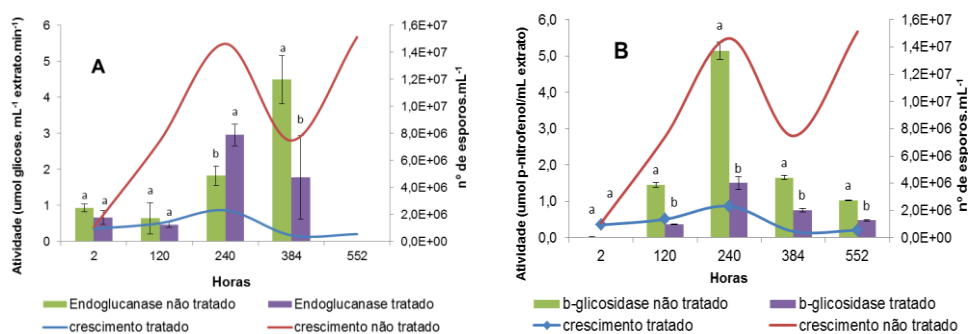 A
Atividade (umol glicose. mL⁻¹ extrato.min⁻¹)
6
5
4
3
2
1
0
a a a a b a a b
2 120 240 384 552
Horas
1,6E+07
1,4E+07
1,2E+07
1,0E+07
8,0E+06
6,0E+06
4,0E+06
2,0E+06
0,0E+00
nº de esporos.mL⁻¹
Endoglucanase não tratado
Endoglucanase tratado
crescimento tratado
crescimento não tratado
B
Atividade (umol p-nitrofenol/mL extrato)
6,0
5,0
4,0
3,0
2,0
1,0
0,0
a a a b a b a b a b
2 120 240 384 552
Horas
1,6E+07
1,4E+07
1,2E+07
1,0E+07
8,0E+06
6,0E+06
4,0E+06
2,0E+06
0,0E+00
nº de esporos.mL⁻¹
b-glicosidase não tratado
b-glicosidase tratado
crescimento tratado
crescimento não tratado